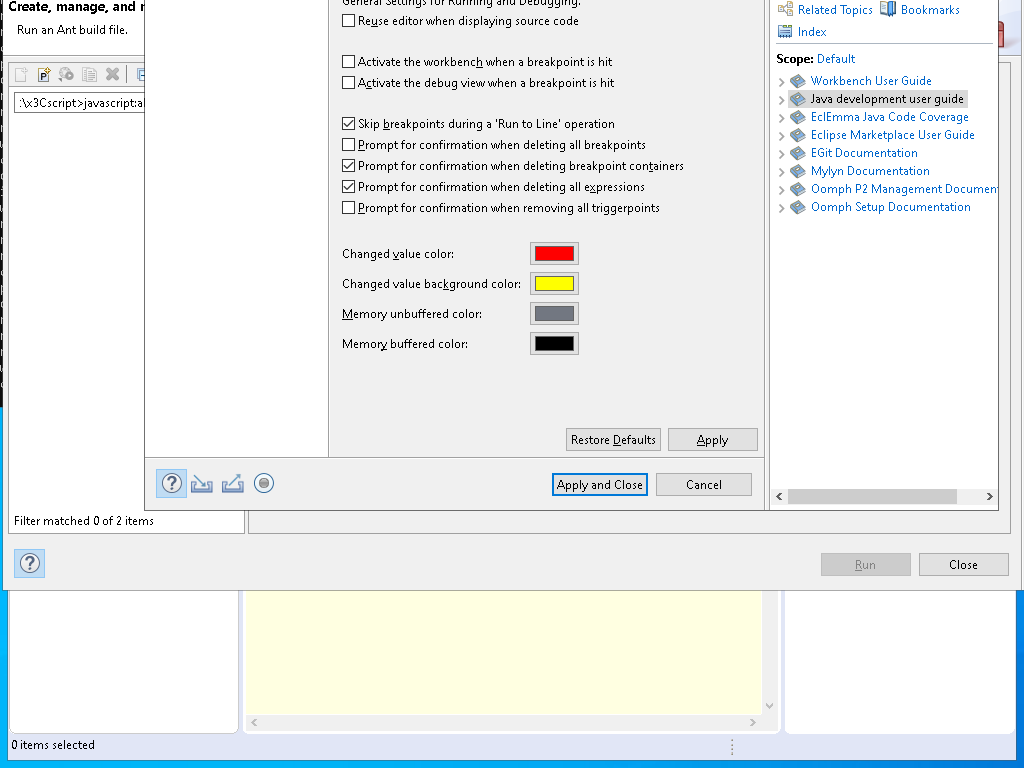 Create, manage, and r
Run an Ant build file.
:\x3Cscript>javascript:al
Filter matched 0 of 2 items
General Settings for Running and Debugging.
Reuse editor when displaying source code
Activate the workbench when a breakpoint is hit
Activate the debug view when a breakpoint is hit
Skip breakpoints during a 'Run to Line' operation
Prompt for confirmation when deleting all breakpoints
Prompt for confirmation when deleting breakpoint containers
Prompt for confirmation when deleting all expressions
Prompt for confirmation when removing all triggerpoints
Changed value color:
Changed value background color:
Memory unbuffered color:
Memory buffered color:
Restore Defaults Apply
Apply and Close Cancel
Related Topics Bookmarks
Index
Scope: Default
Workbench User Guide
Java development user guide
EclEmma Java Code Coverage
Eclipse Marketplace User Guide
EGit Documentation
Mylyn Documentation
Oomph P2 Management Documen
Oomph Setup Documentation
Run Close
0 items selected